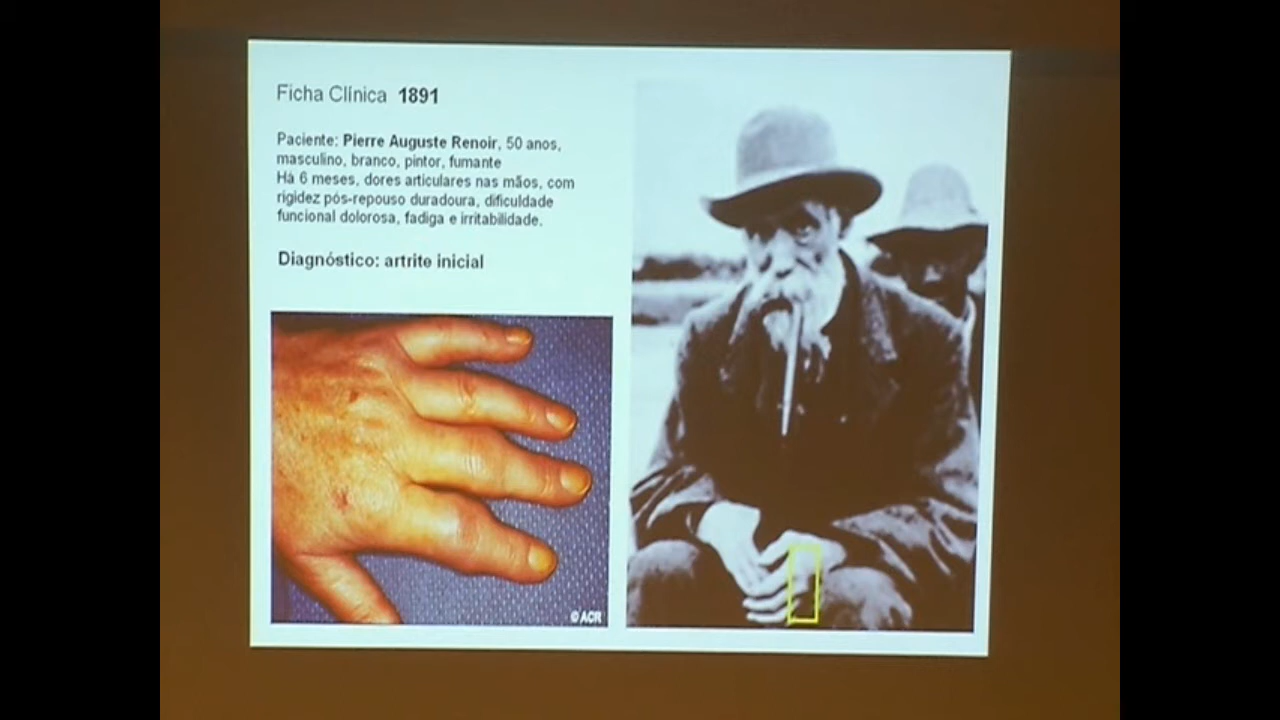 Ficha Clínica 1891
Paciente: Pierre Auguste Renoir, 50 anos,
masculino, branco, pintor, fumante
Há 6 meses, dores articulares nas mãos, com
rigidez pós-repouso duradoura, dificuldade
funcional dolorosa, fadiga e irritabilidade.
Diagnóstico: artrite inicial
© ACR